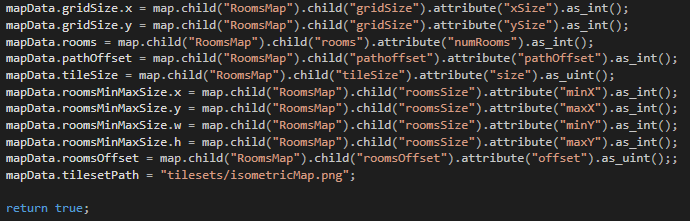 mapData.gridSize.x = map.child("RoomsMap").child("gridSize").attribute("xSize").as_int();
mapData.gridSize.y = map.child("RoomsMap").child("gridSize").attribute("ySize").as_int();
mapData.rooms = map.child("RoomsMap").child("rooms").attribute("numRooms").as_int();
mapData.pathOffset = map.child("RoomsMap").child("pathoffset").attribute("pathOffset").as_int();
mapData.tileSize = map.child("RoomsMap").child("tileSize").attribute("size").as_uint();
mapData.roomsMinMaxSize.x = map.child("RoomsMap").child("roomsSize").attribute("minX").as_int();
mapData.roomsMinMaxSize.y = map.child("RoomsMap").child("roomsSize").attribute("maxX").as_int();
mapData.roomsMinMaxSize.w = map.child("RoomsMap").child("roomsSize").attribute("minY").as_int();
mapData.roomsMinMaxSize.h = map.child("RoomsMap").child("roomsSize").attribute("maxY").as_int();
mapData.roomsOffset = map.child("RoomsMap").child("roomsOffset").attribute("offset").as_uint();;
mapData.tilesetPath = "tilesets/isometricMap.png";
return true;